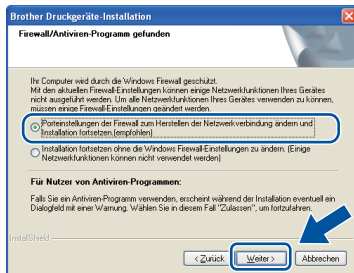 Brother Druckgeräte-Installation
Firewall/Antiviren-Programm gefunden
Ihr Computer wird durch die Windows Firewall geschützt.
Mit den aktuellen Firewall-Einstellungen können einige Netzwerkfunktionen Ihres Gerätes
nicht ausgeführt werden. Um alle Netzwerkfunktionen Ihres Gerätes verwenden zu können,
müssen einige Firewall-Einstellungen geändert werden.
Porteinstellungen der Firewall zum Herstellen der Netzwerkverbindung ändern und
Installation fortsetzen.(empfohlen)
Installation fortsetzen ohne die Windows Firewall-Einstellungen zu ändern. (Einige
Netzwerkfunktionen können nicht verwendet werden)
Für Nutzer von Antiviren-Programmen:
Falls Sie ein Antiviren-Programm verwenden, erscheint während der Installation eventuell ein
Dialogfeld mit einer Warnung. Wählen Sie in diesem Fall "Zulassen", um fortzufahren.
InstallShield
< Zurück
Weiter >
Abbrechen